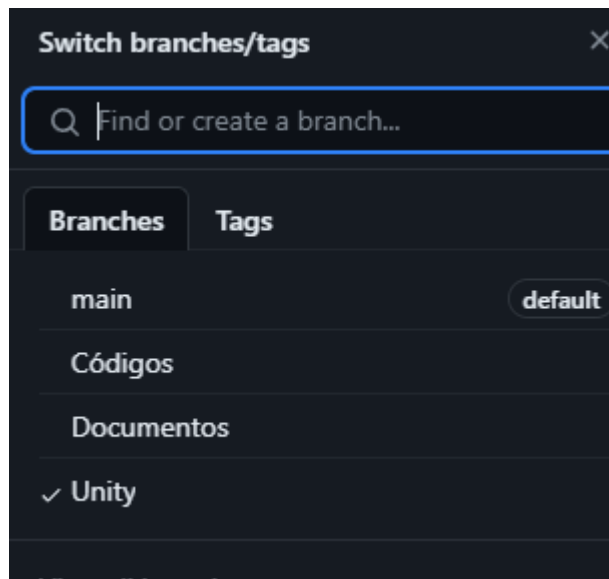 Switch branches/tags
Find or create a branch...
Branches Tags
main default
Códigos
Documentos
Unity